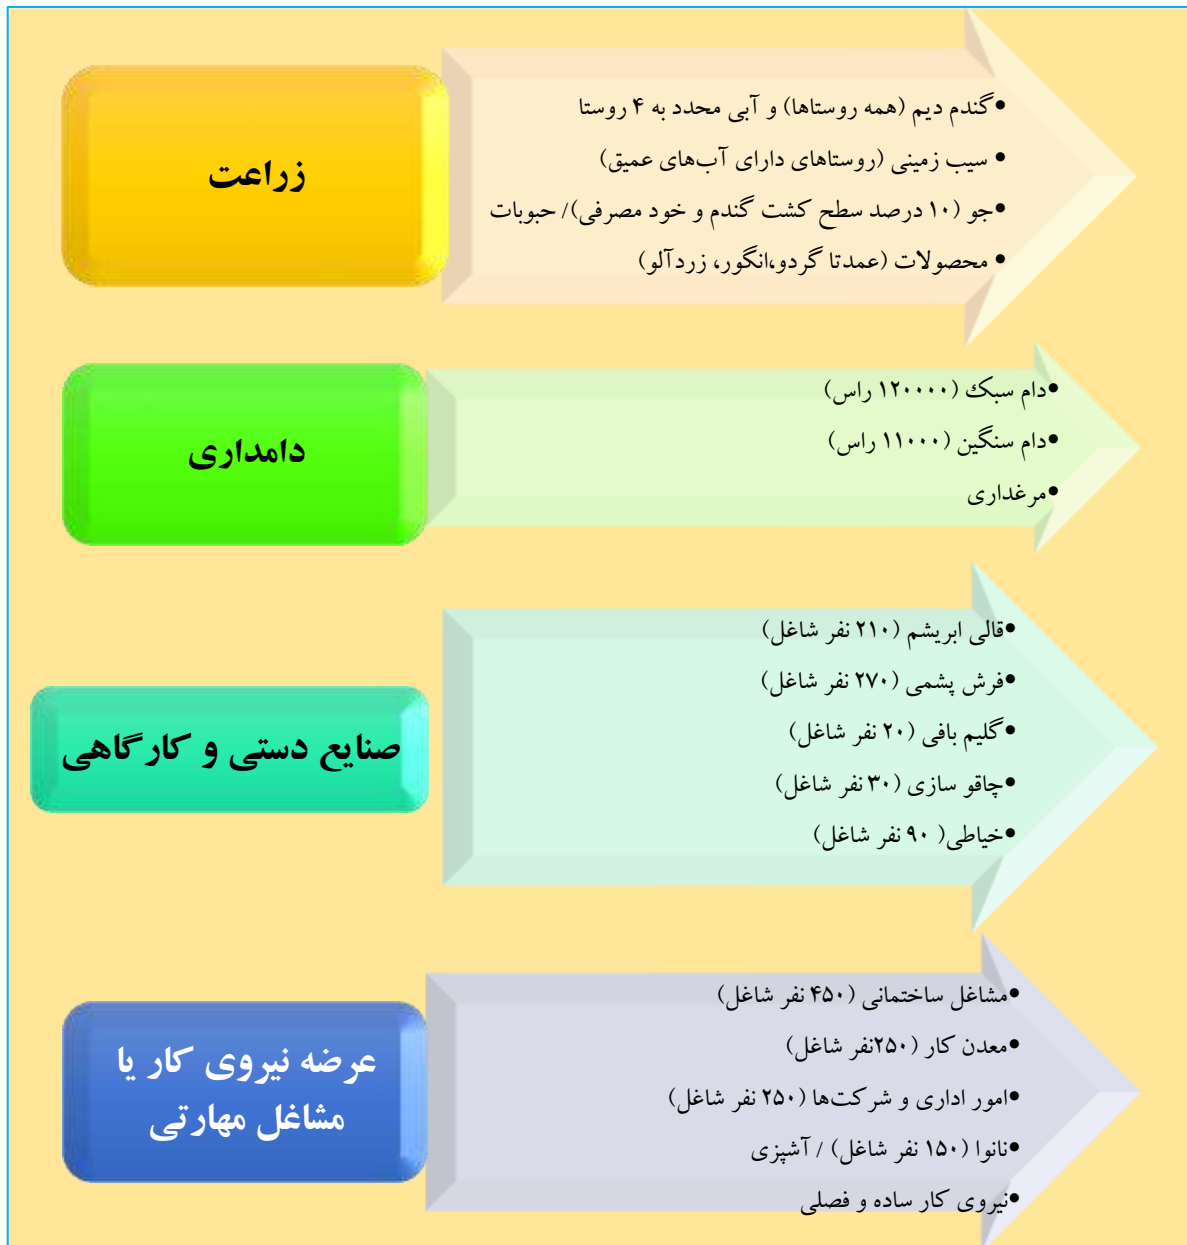 زراعت
•گندم دیم (همه روستاها) و آبی محدد به ۴ روستا
• سیب زمینی (روستاهای دارای آب‌های عمیق)
•جو (۱۰ درصد سطح کشت گندم و خود مصرفی)/ حبوبات
• محصولات (عمدتا گردو،انگور، زردآلو)
دامداری
•دام سبک (۱۲۰۰۰۰ راس)
•دام سنگین (۱۱۰۰۰ راس)
•مرغداری
صنایع دستی و کارگاهی
•قالی ابریشم (۲۱۰ نفر شاغل)
•فرش پشمی (۲۷۰ نفر شاغل)
•گلیم بافی (۲۰ نفر شاغل)
•چاقو سازی (۳۰ نفر شاغل)
•خیاطی( ۹۰ نفر شاغل)
عرضه نیروی کار یا
مشاغل مهارتی
•مشاغل ساختمانی (۴۵۰ نفر شاغل)
•معدن کار (۲۵۰نفر شاغل)
•امور اداری و شرکت‌ها (۲۵۰ نفر شاغل)
•نانوا (۱۵۰ نفر شاغل) / آشپزی
•نیروی کار ساده و فصلی